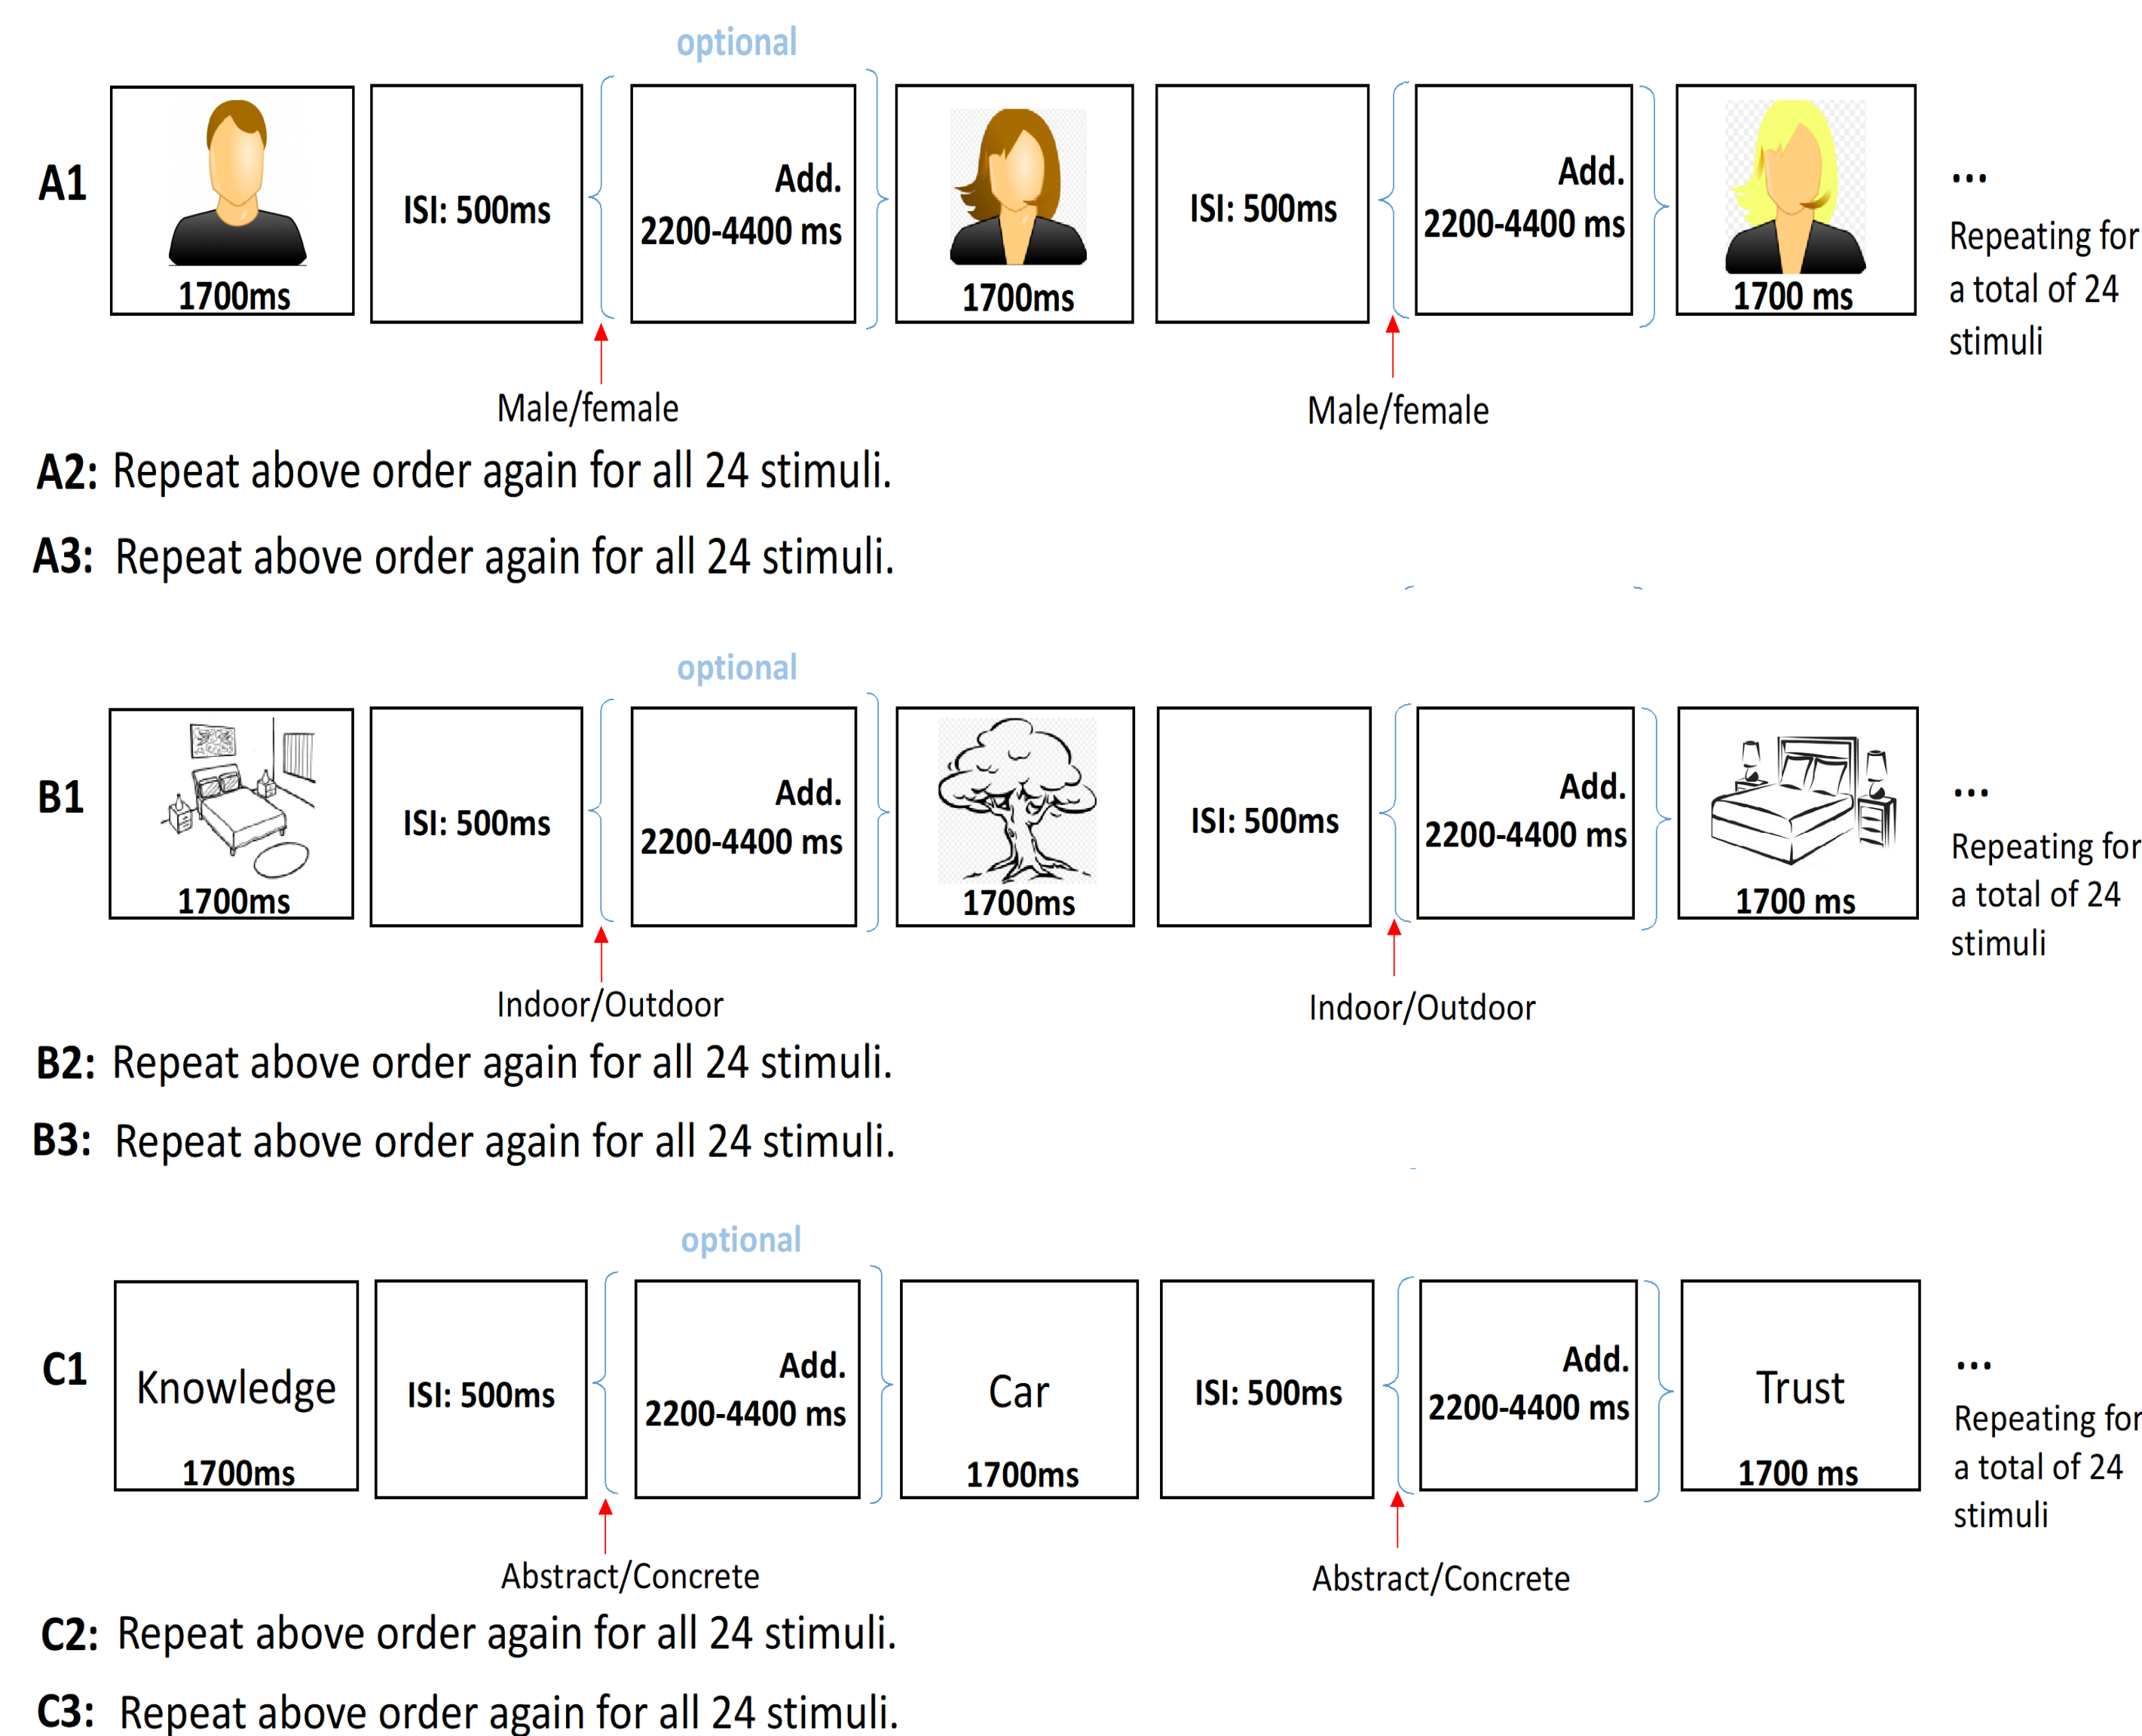 optional
A1
1700ms
ISI: 500ms
Add.
2200-4400 ms
1700ms
ISI: 500ms
Add.
2200-4400 ms
1700 ms
...
Repeating for
a total of 24
stimuli
Male/female
Male/female
A2: Repeat above order again for all 24 stimuli.
A3: Repeat above order again for all 24 stimuli.
optional
B1
1700ms
ISI: 500ms
Add.
2200-4400 ms
1700ms
ISI: 500ms
Add.
2200-4400 ms
1700 ms
...
Repeating for
a total of 24
stimuli
Indoor/Outdoor
Indoor/Outdoor
B2: Repeat above order again for all 24 stimuli.
B3: Repeat above order again for all 24 stimuli.
optional
C1
Knowledge
1700ms
ISI: 500ms
Add.
2200-4400 ms
Car
1700ms
ISI: 500ms
Add.
2200-4400 ms
Trust
1700 ms
...
Repeating for
a total of 24
stimuli
Abstract/Concrete
Abstract/Concrete
C2: Repeat above order again for all 24 stimuli.
C3: Repeat above order again for all 24 stimuli.